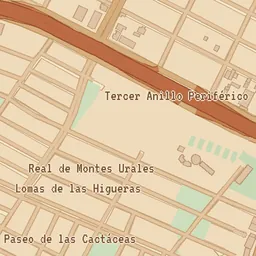 Tercer Anillo Periférico
Real de Montes Urales
Lomas de las Higueras
Paseo de las Cactáceas